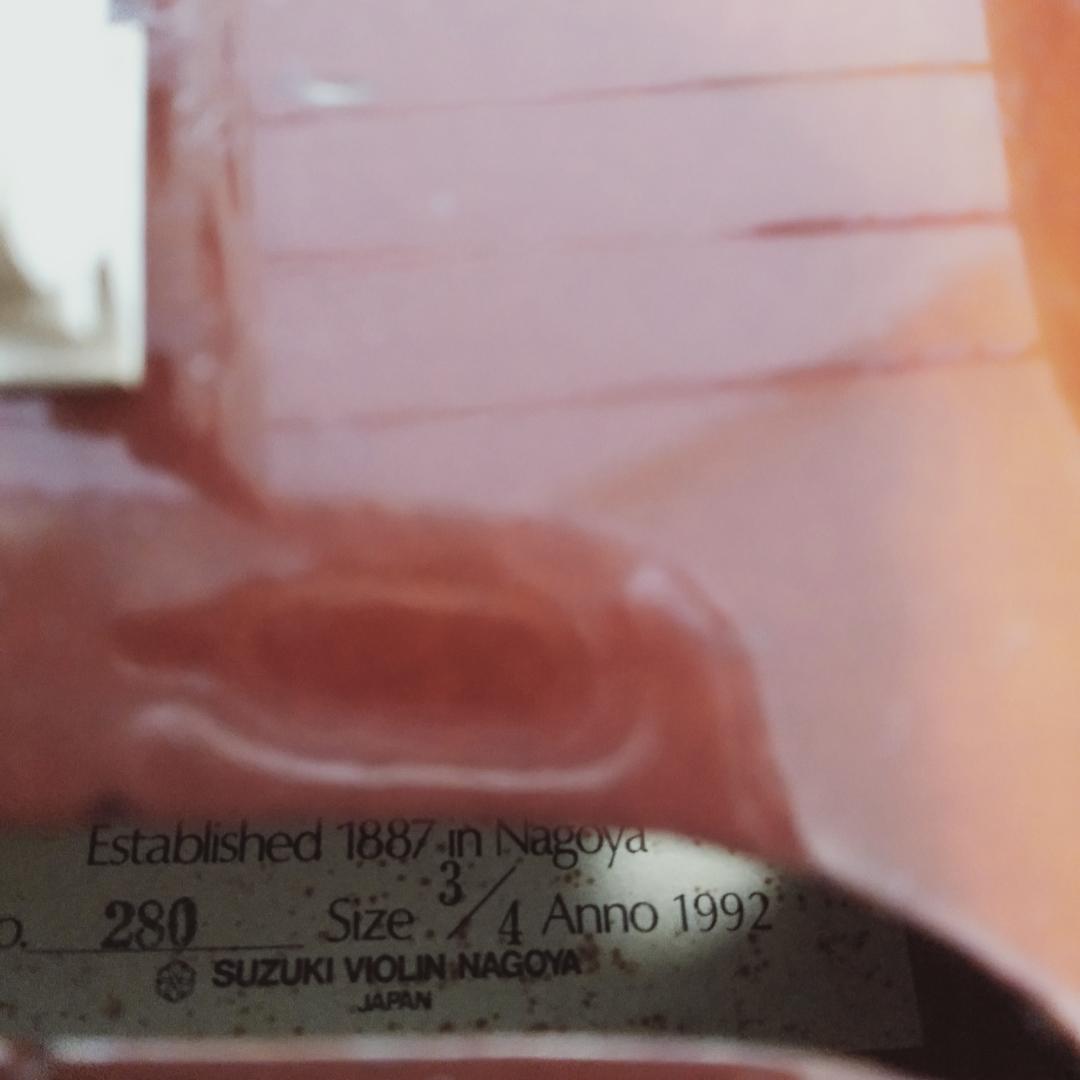 Established 1887 in Nagoya
o. 280 Size 3/4 Anno 1992
SUZUKI VIOLIN NAGOYA
JAPAN